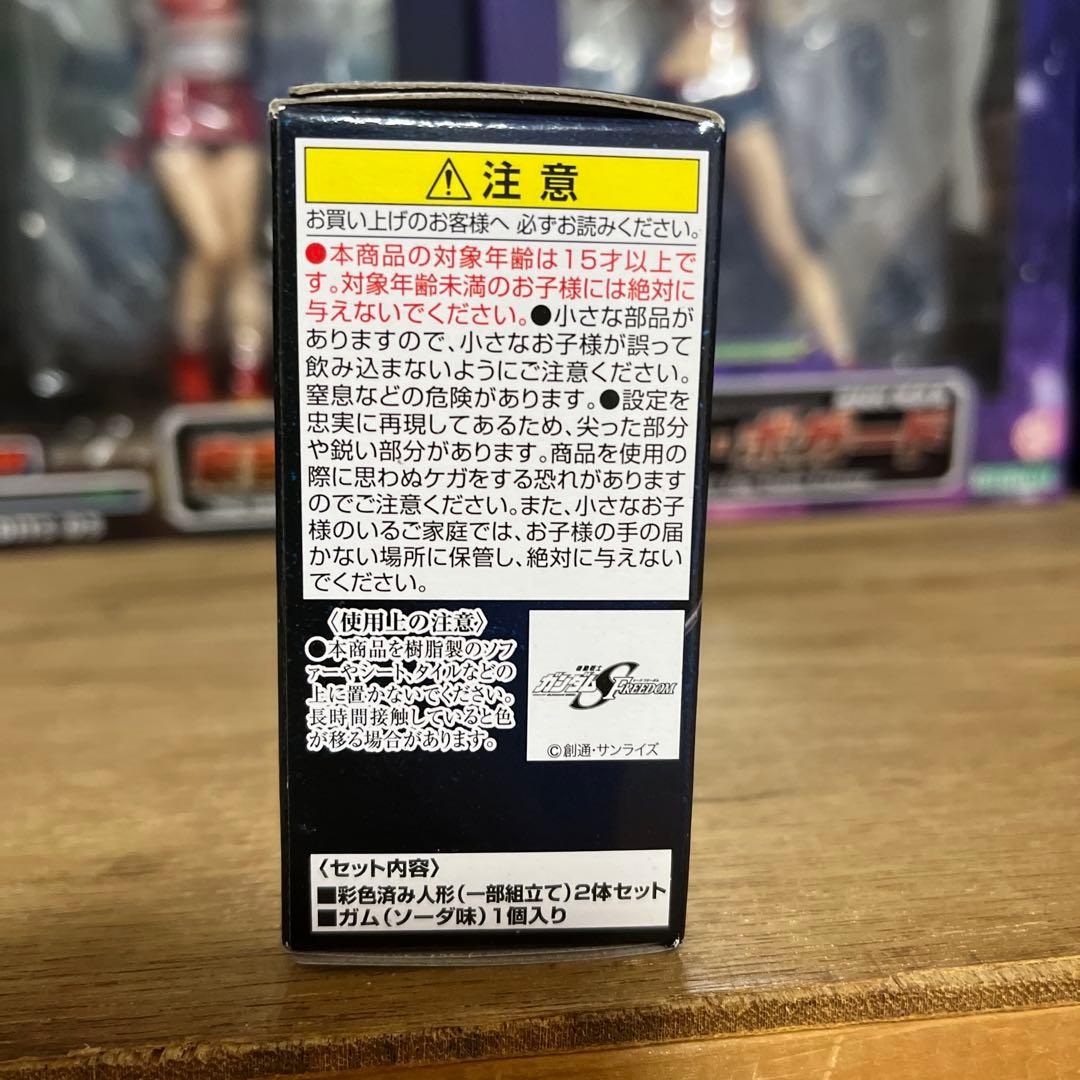 注意
お買い上げのお客様へ 必ずお読みください。
●本商品の対象年齢は15才以上で
す。対象年齢未満のお子様には絶対に
与えないでください。●小さな部品が
ありますので、小さなお子様が誤って
飲み込まないようにご注意ください。
窒息などの危険があります。●設定を
忠実に再現してあるため、尖った部分
や鋭い部分があります。商品を使用の
際に思わぬケガをする恐れがあります
のでご注意ください。また、小さなお子
様のいるご家庭では、お子様の手の届
かない場所に保管し、絶対に与えない
でください。
〈使用上の注意〉
●本商品を樹脂製のソフ
ァーやシート、タイルなどの
上に置かないでください。
長時間接触していると色
が移る場合があります。
機動戦士
ガンダムS
FREEDOM
©創通・サンライズ
〈セット内容〉
■彩色済み人形(一部組立て)2体セット
■ガム(ソーダ味)1個入り